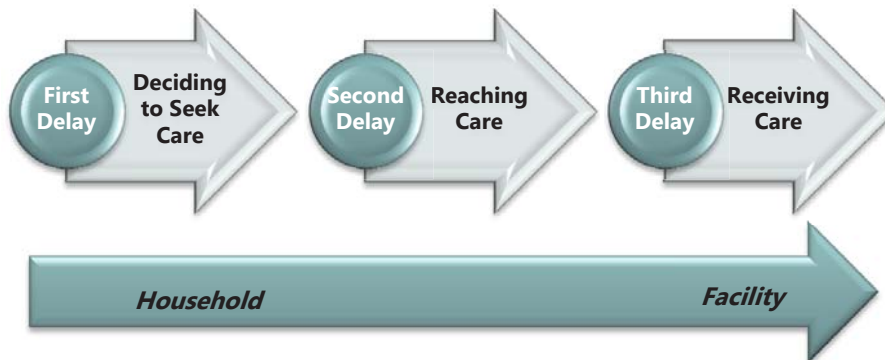 First
Delay
Deciding
to Seek
Care
Second
Delay
Reaching
Care
Third
Delay
Receiving
Care
Household
Facility